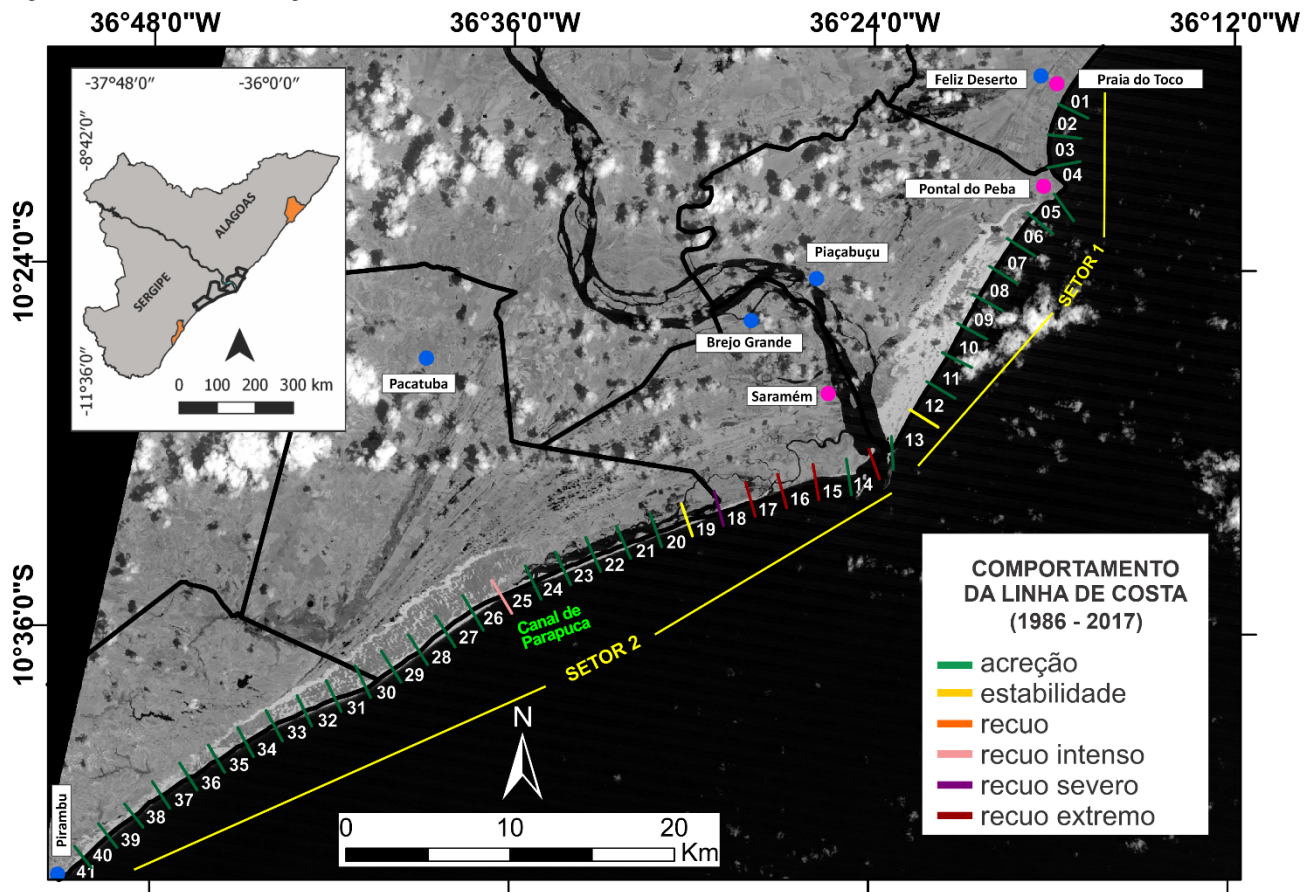 36°48'0"W
36°36'0"W
36°24'0"W
36°12'0"W
-37°48'0''
-36°0'0''
-8°42'0''
-11°36'0''
ALAGOAS
SERGIPE
0 100 200 300 km
10°24'0"S
10°36'0"S
Feliz Deserto
Praia do Toco
01
02
03
04
Pontal do Peba
05
06
07
08
09
10
11
12
13
SETOR 1
Piaçabuçu
Brejo Grande
Pacatuba
Saramém
14
15
16
17
18
19
20
21
22
23
24
25
26
27
28
29
30
31
32
33
34
35
36
37
38
39
40
41
Canal de
Parapuca
SETOR 2
Pirambu
N
0 10 20
Km
COMPORTAMENTO
DA LINHA DE COSTA
(1986 - 2017)
acreção
estabilidade
recuo
recuo intenso
recuo severo
recuo extremo